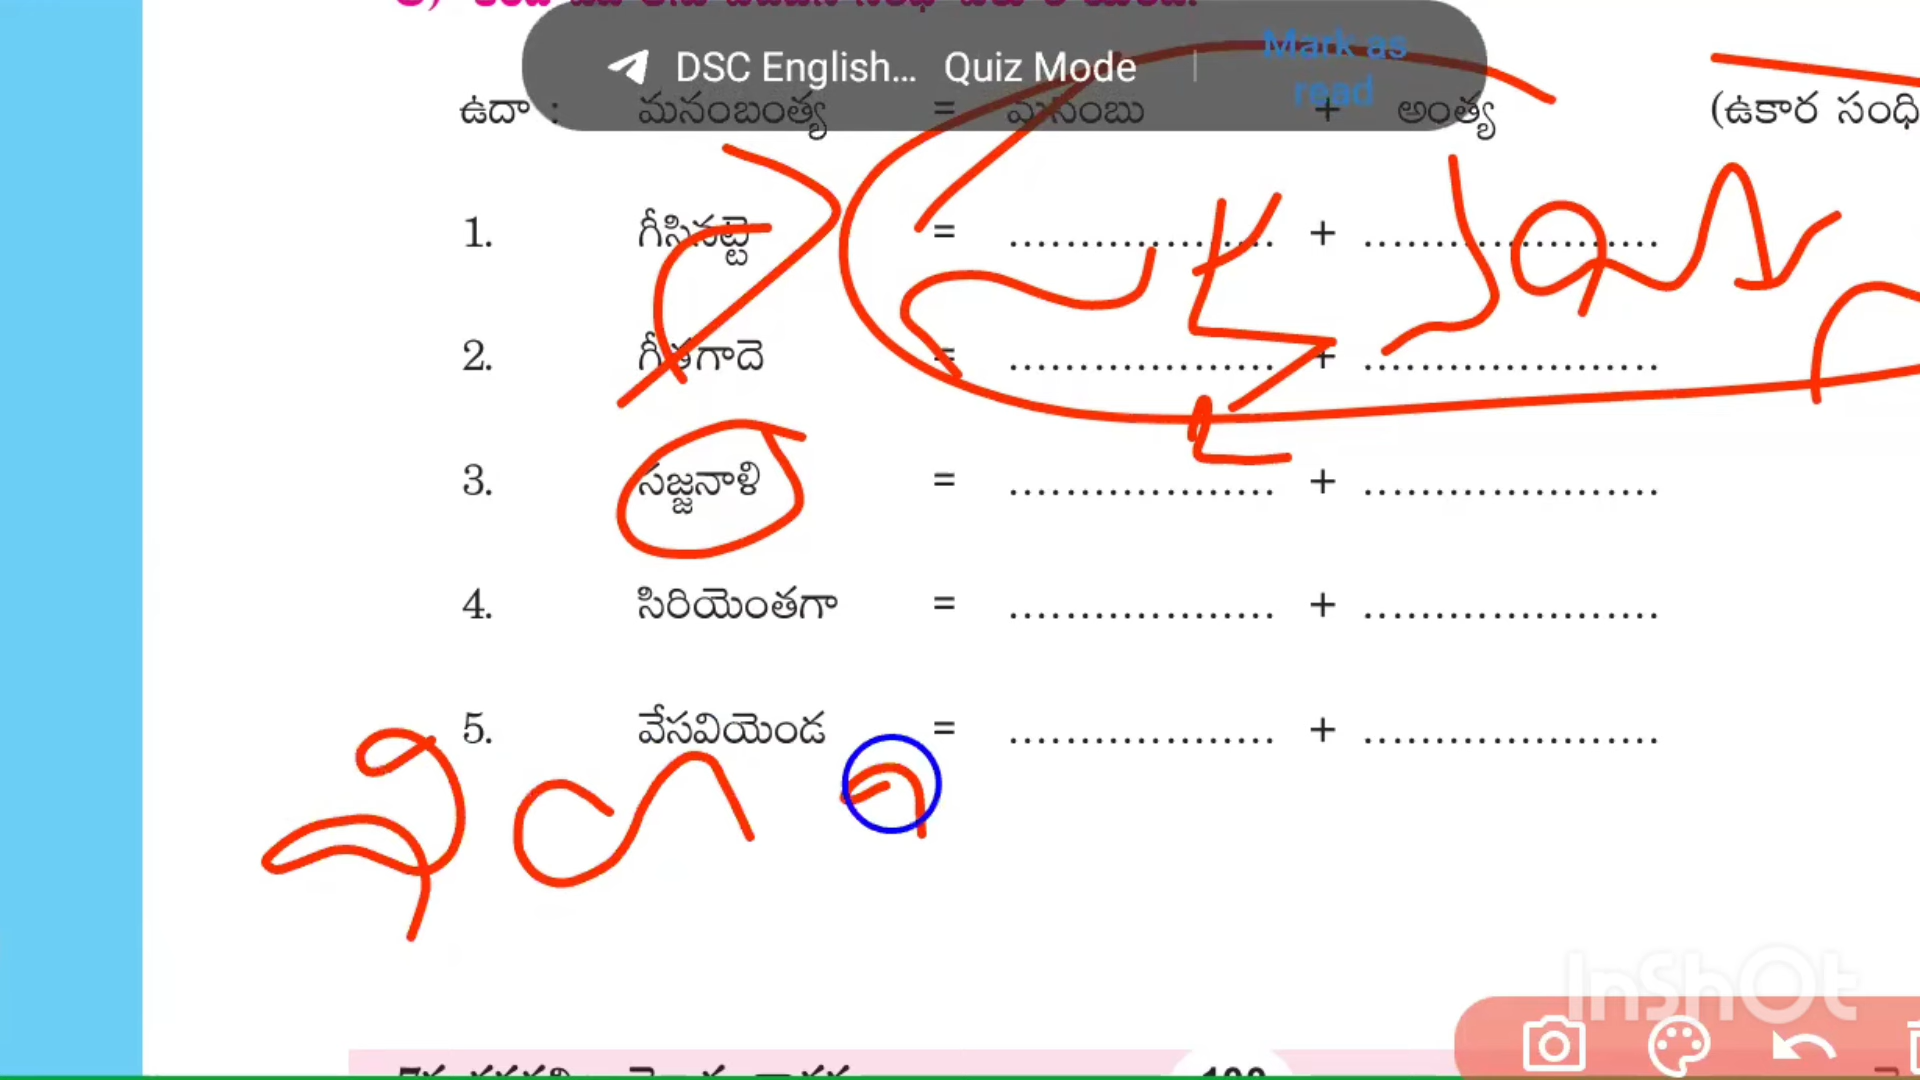 DSC English... Quiz Mode
Mark as read
ఉదా : మనంబంత్య = మనంబు + అంత్య (ఉకార సంధి
1. గీసినట్టె = ................... + .....................
2. గీతగాదె = ................... + .....................
3. సజ్జనాళి = ................... + .....................
4. సిరియెంతగా = ................... + .....................
5. వేసవియెండ = ................... + .....................
InShOt